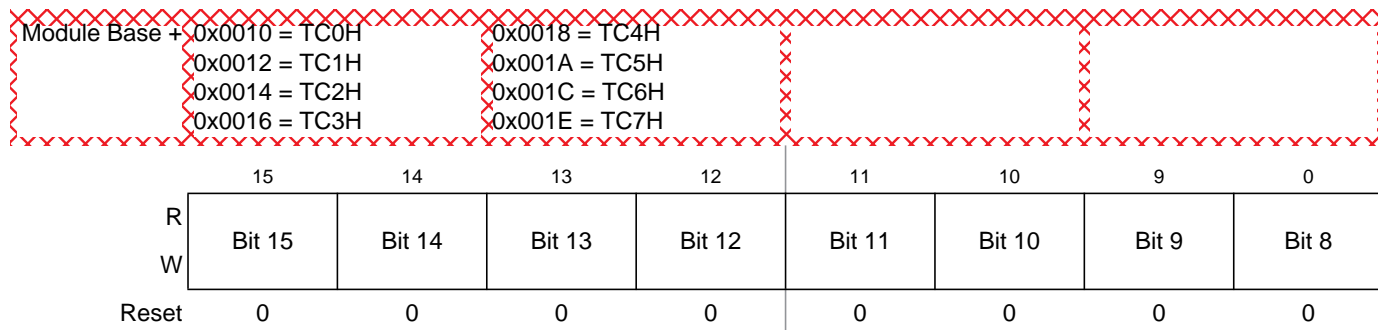 Module Base + 0x0010 = TC0H 0x0018 = TC4H
0x0012 = TC1H 0x001A = TC5H
0x0014 = TC2H 0x001C = TC6H
0x0016 = TC3H 0x001E = TC7H
15 14 13 12 11 10 9 0
R
Bit 15 Bit 14 Bit 13 Bit 12 Bit 11 Bit 10 Bit 9 Bit 8
W
Reset 0 0 0 0 0 0 0 0